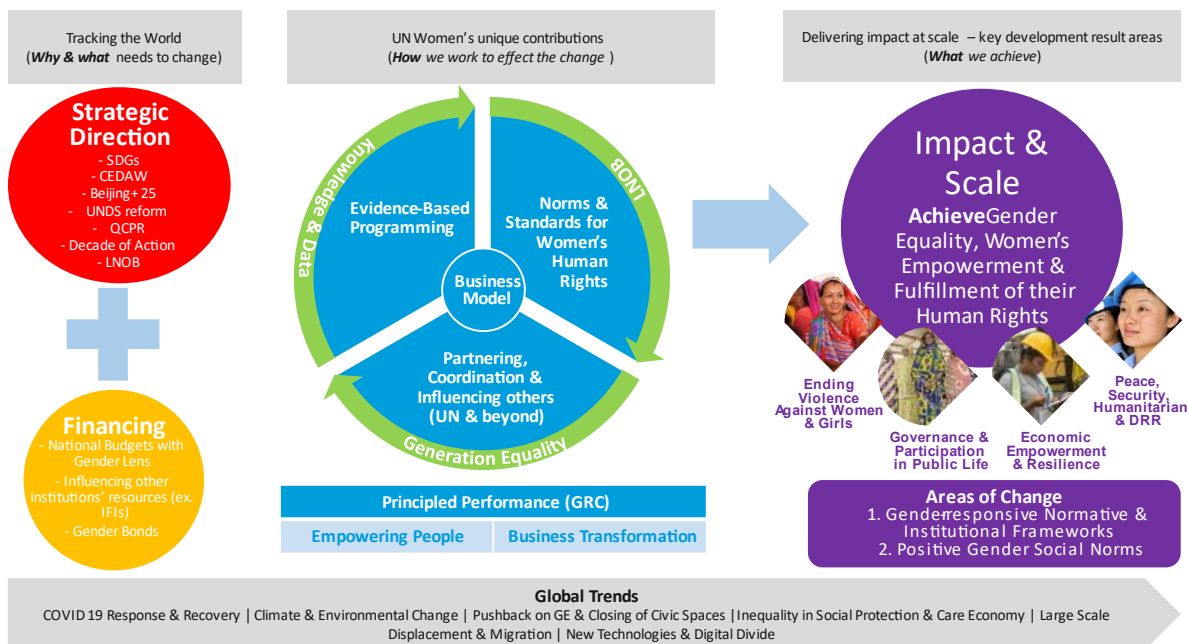 Tracking the World
(Why & what needs to change)
UN Women's unique contributions
(How we work to effect the change )
Delivering impact at scale – key development result areas
(What we achieve)
Strategic
Direction
- SDGs
- CEDAW
- Beijing+ 25
- UNDS reform
- QCPR
- Decade of Action
- LNOB
Financing
- National Budgets with
Gender Lens
- Influencing other
institutions' resources (ex.
IFIs)
- Gender Bonds
Knowledge & Data
LNOB
Generation Equality
Evidence-Based
Programming
Norms &
Standards for
Women's
Human
Rights
Business
Model
Partnering,
Coordination &
Influencing others
(UN & beyond)
Principled Performance (GRC)
Empowering People
Business Transformation
Impact &
Scale
AchieveGender
Equality, Women's
Empowerment &
Fulfillment of their
Human Rights
Ending
Violence
Against Women
& Girls
Governance &
Participation
in Public Life
Economic
Empowerment
& Resilience
Peace,
Security,
Humanitarian
& DRR
Areas of Change
1. Gender-responsive Normative &
Institutional Frameworks
2. Positive Gender Social Norms
Global Trends
COVID 19 Response & Recovery | Climate & Environmental Change | Pushback on GE & Closing of Civic Spaces |Inequality in Social Protection & Care Economy | Large Scale
Displacement & Migration | New Technologies & Digital Divide